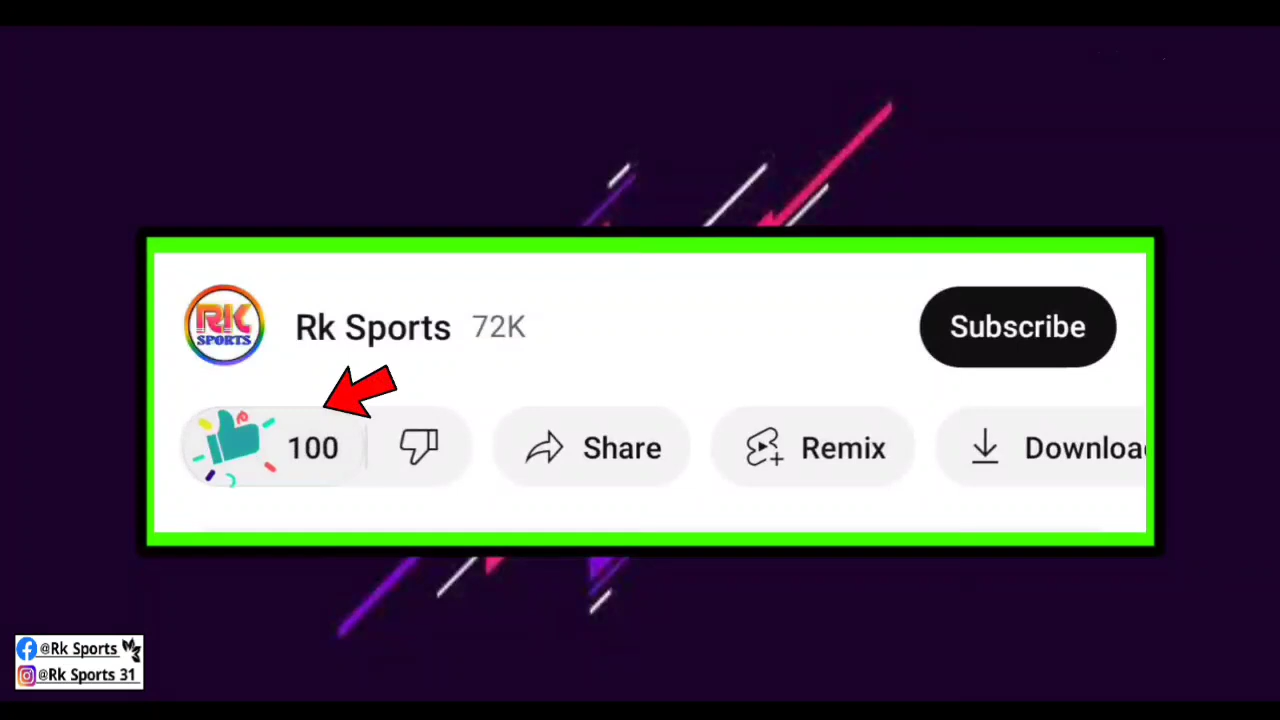 RK
SPORTS
Rk Sports 72K
Subscribe
100
Share
Remix
Downloa
@Rk Sports
@Rk Sports 31